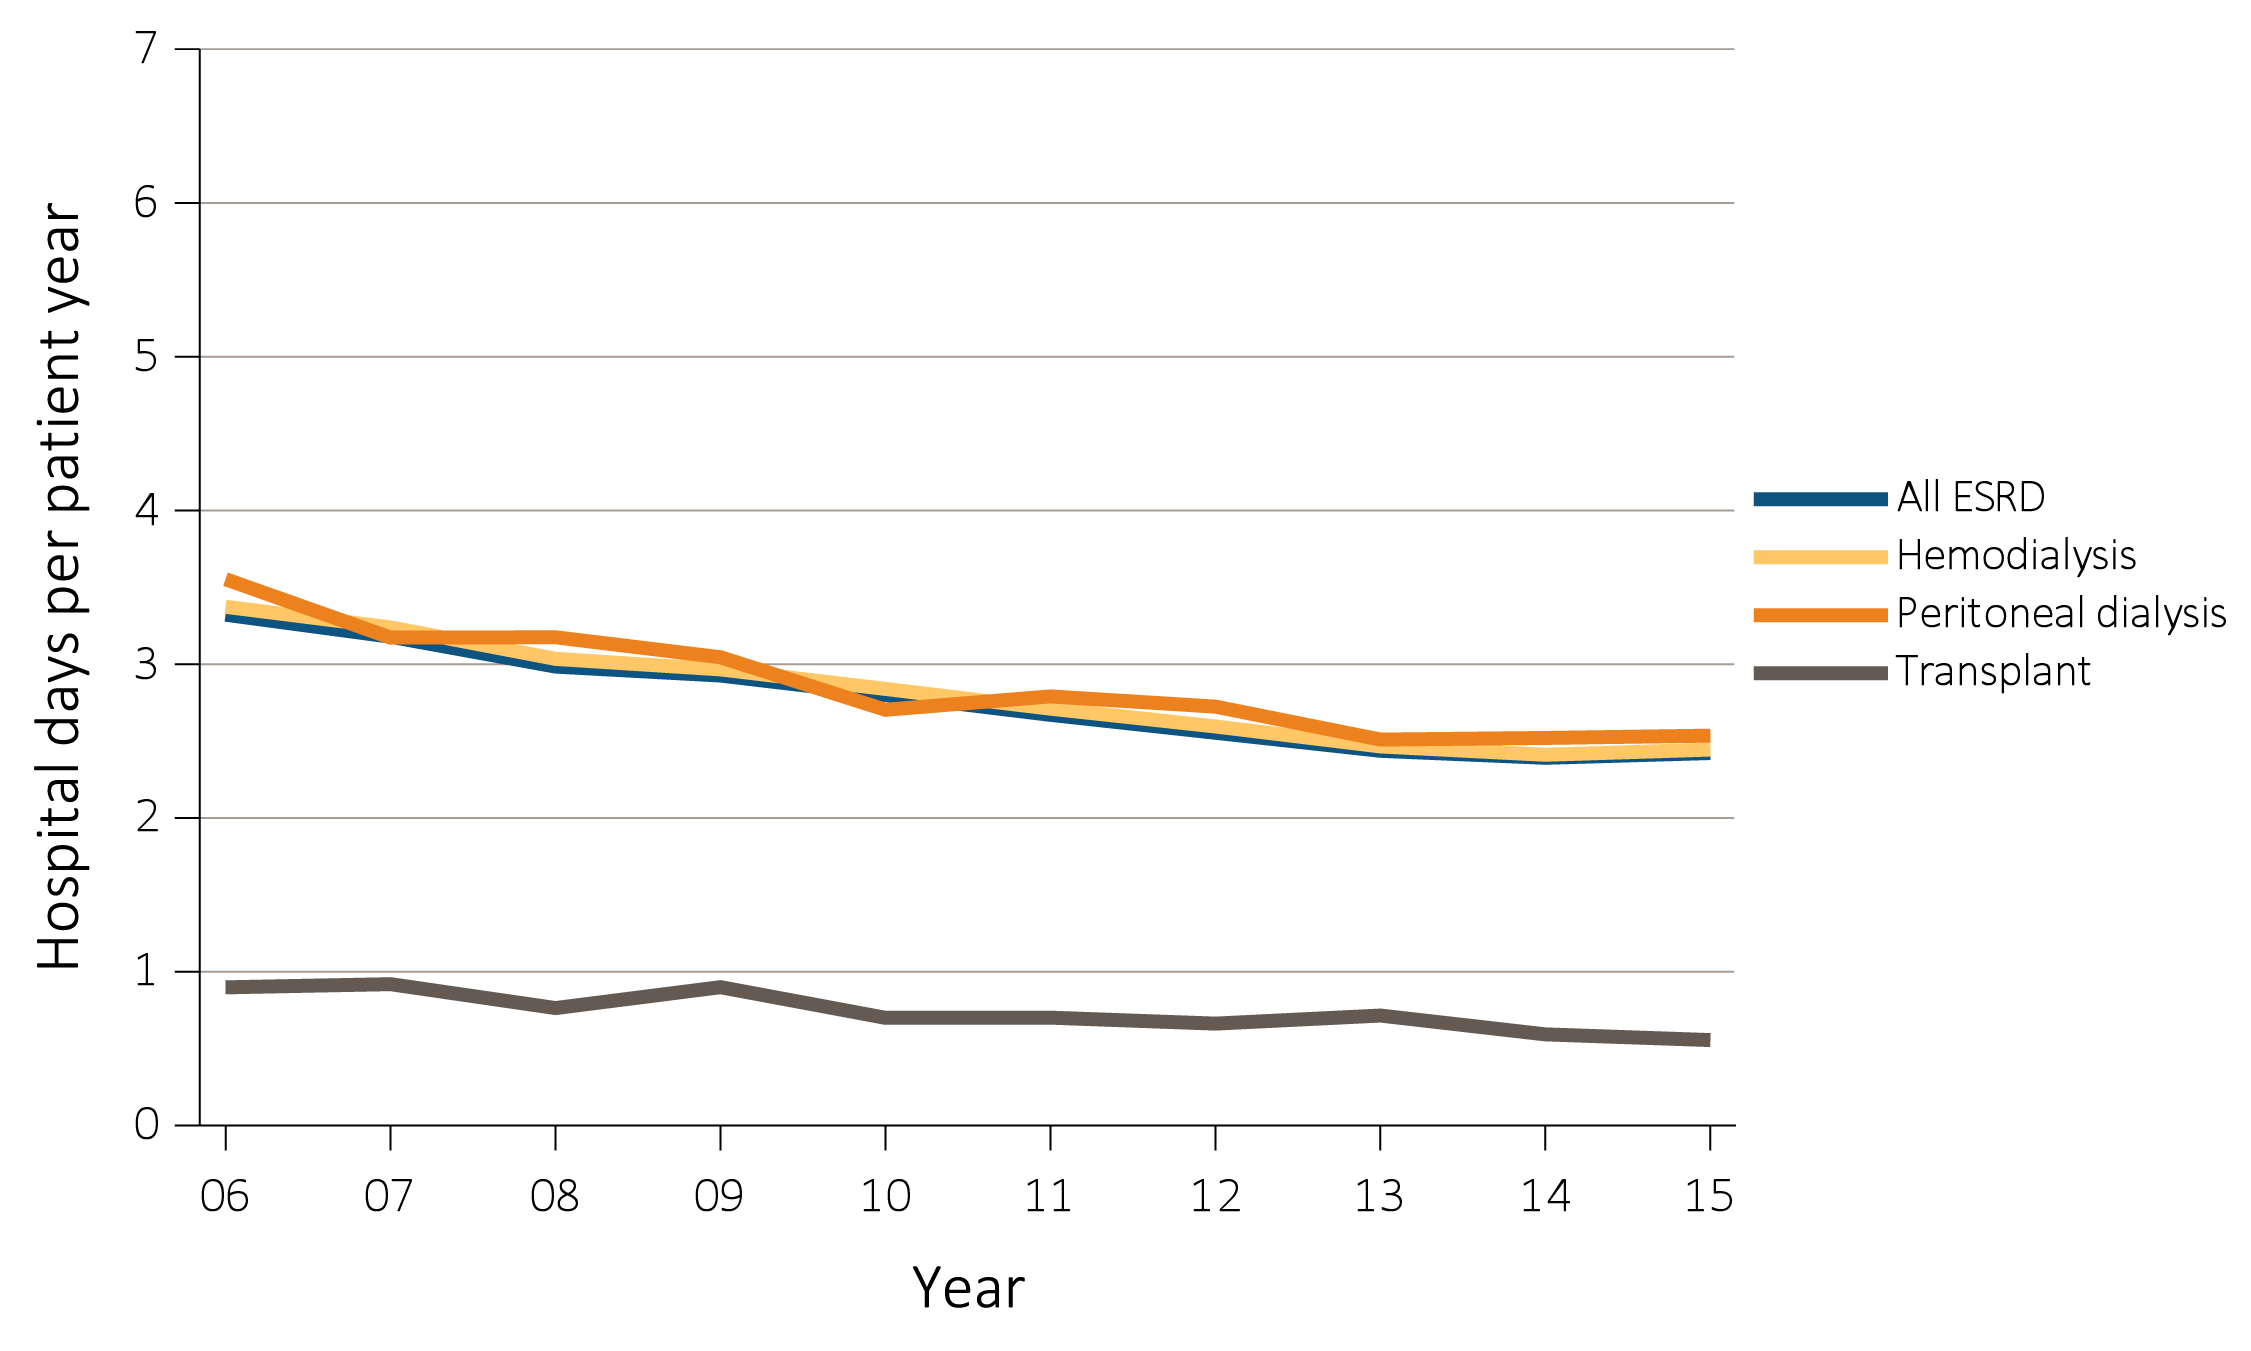 Hospital days per patient year
7
6
5
4
3
2
1
0
06 07 08 09 10 11 12 13 14 15
Year
All ESRD
Hemodialysis
Peritoneal dialysis
Transplant